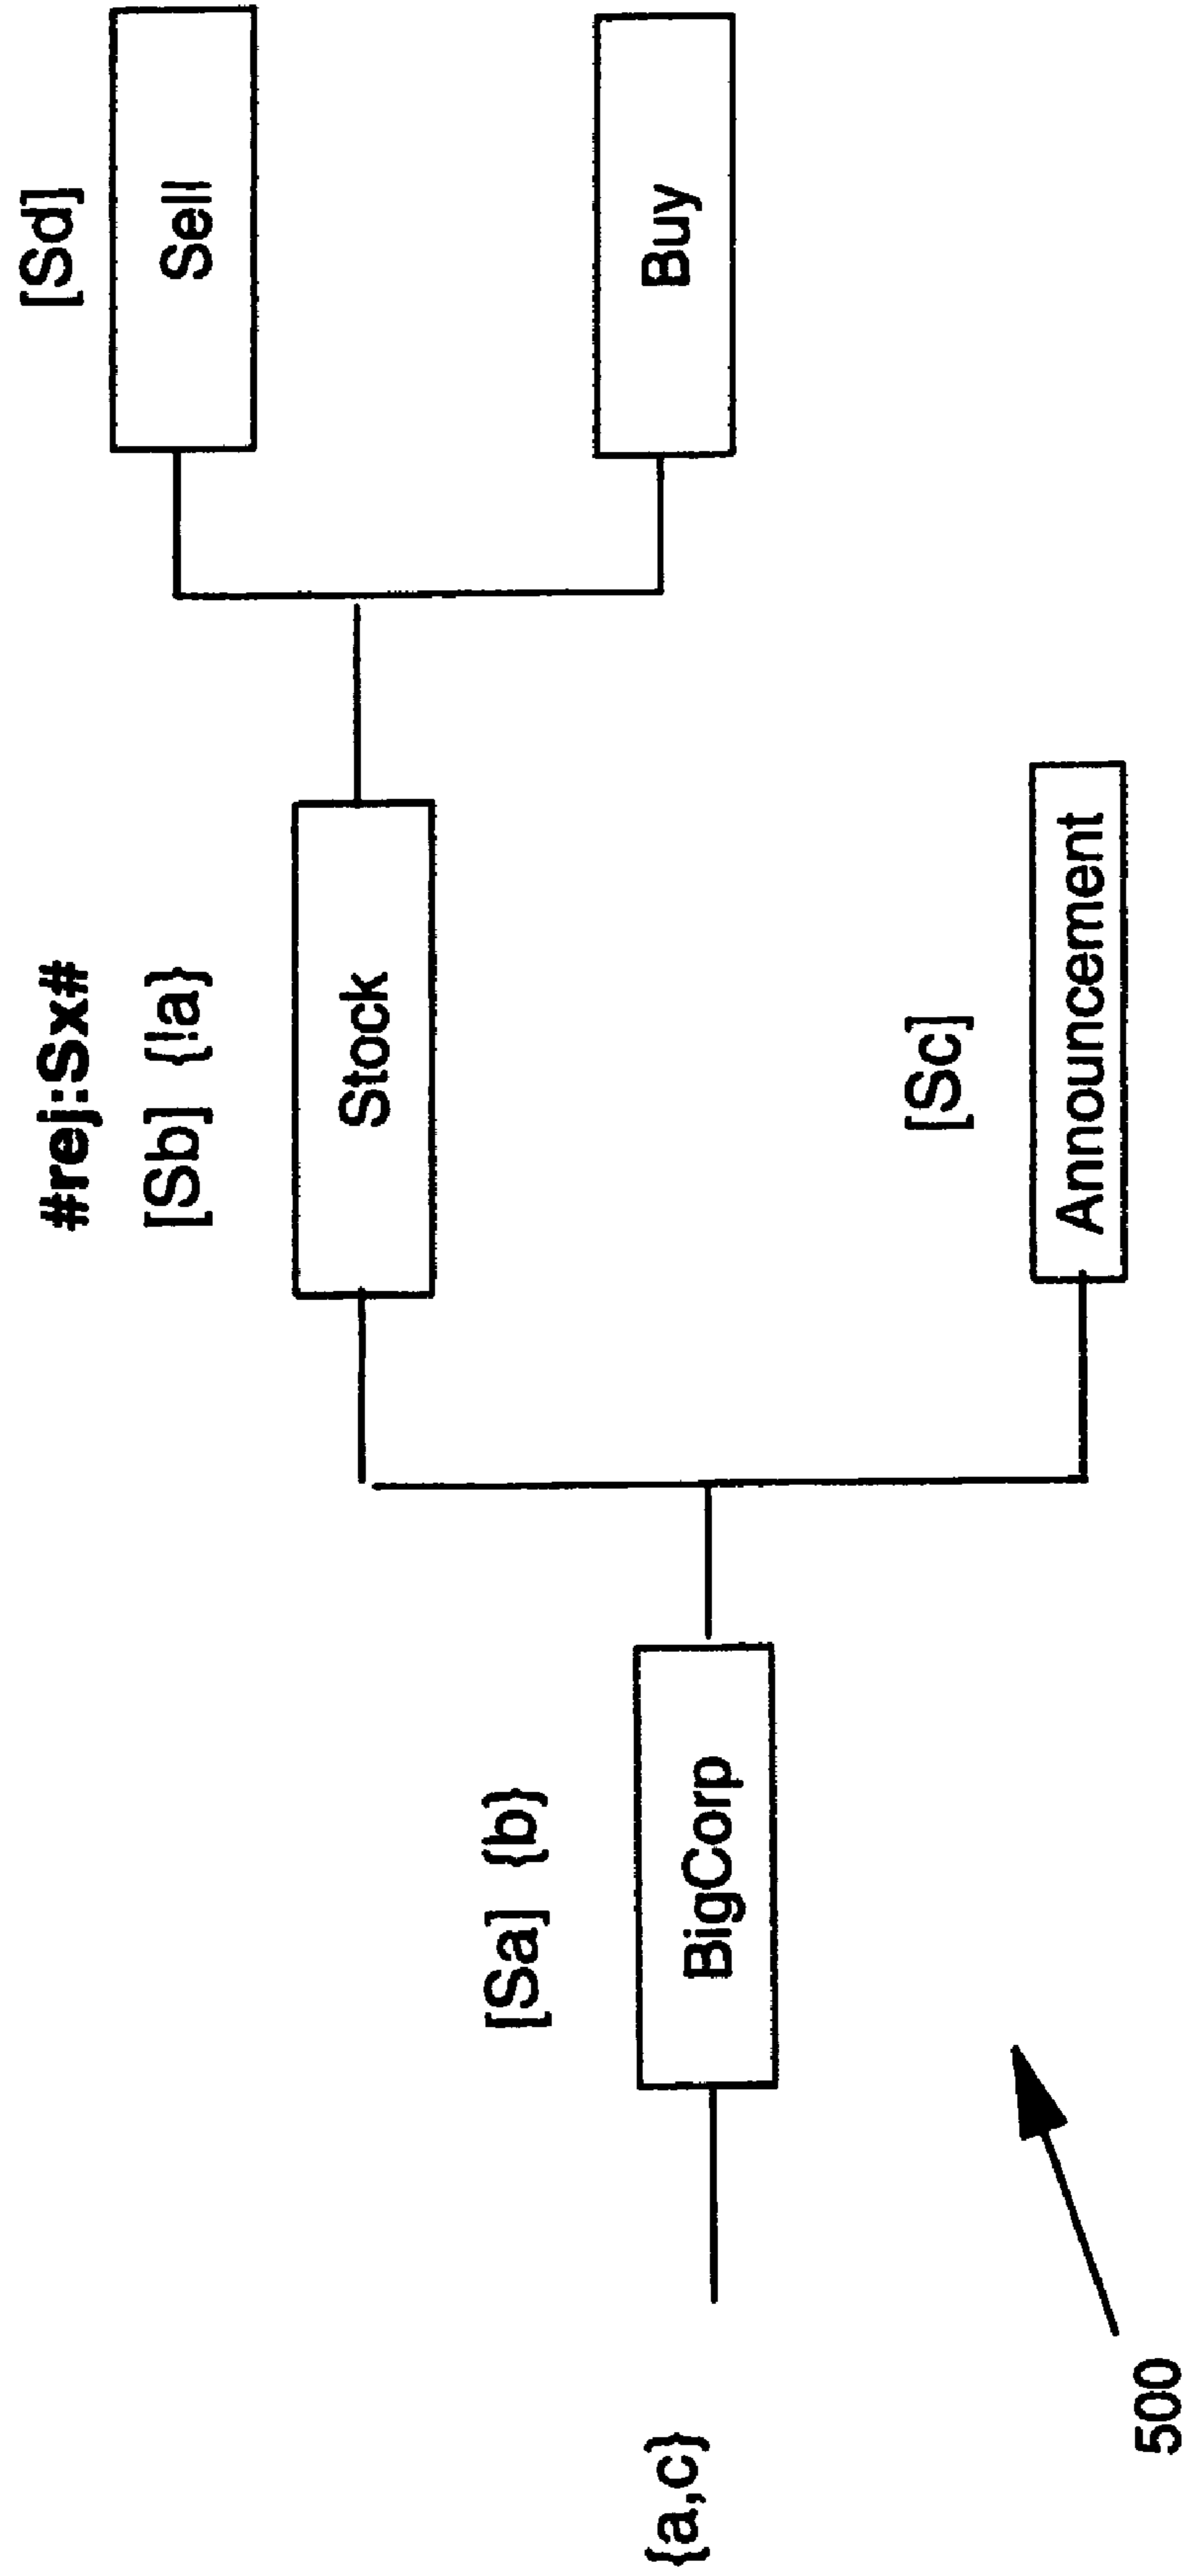 [Sd]
Sell
#rej:Sx#
[Sb] {!a}
Stock
Buy
[Sa] {b}
BigCorp
{a,c}
[Sc]
Announcement
500